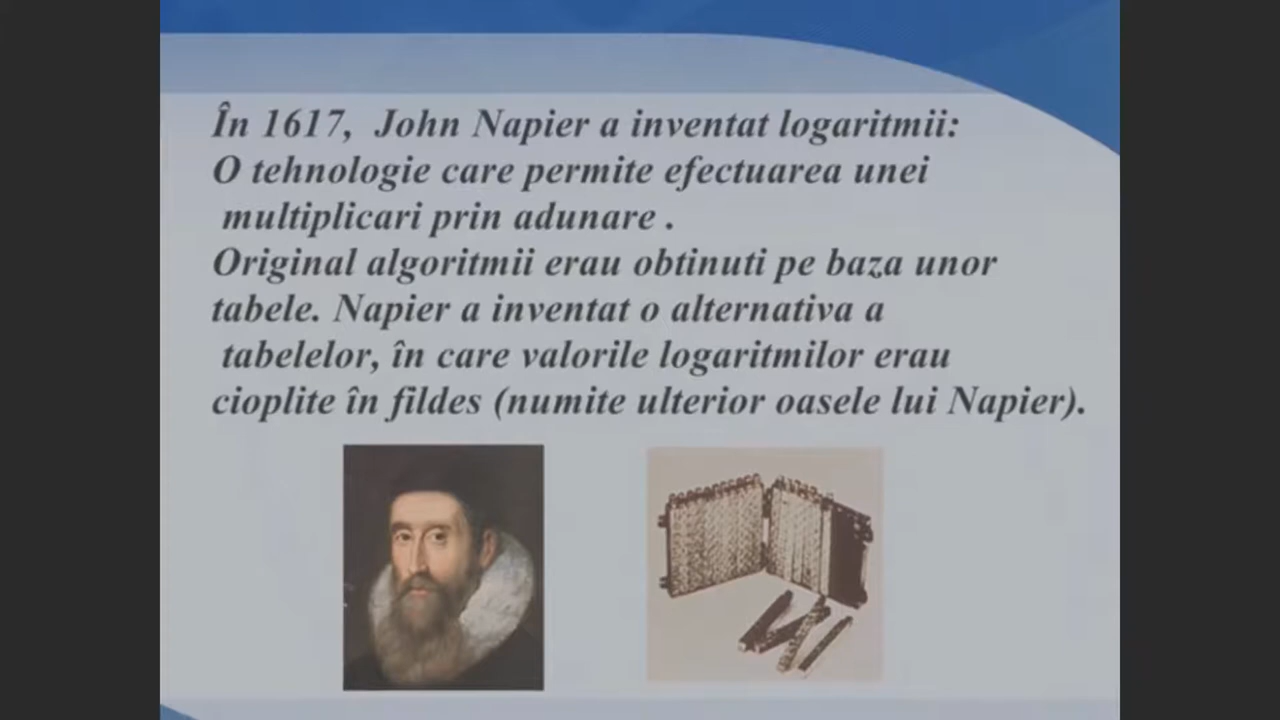 În 1617, John Napier a inventat logaritmii:
O tehnologie care permite efectuarea unei
multiplicari prin adunare .
Original algoritmii erau obtinuti pe baza unor
tabele. Napier a inventat o alternativa a
tabelelor, în care valorile logaritmilor erau
cioplite în fildes (numite ulterior oasele lui Napier).